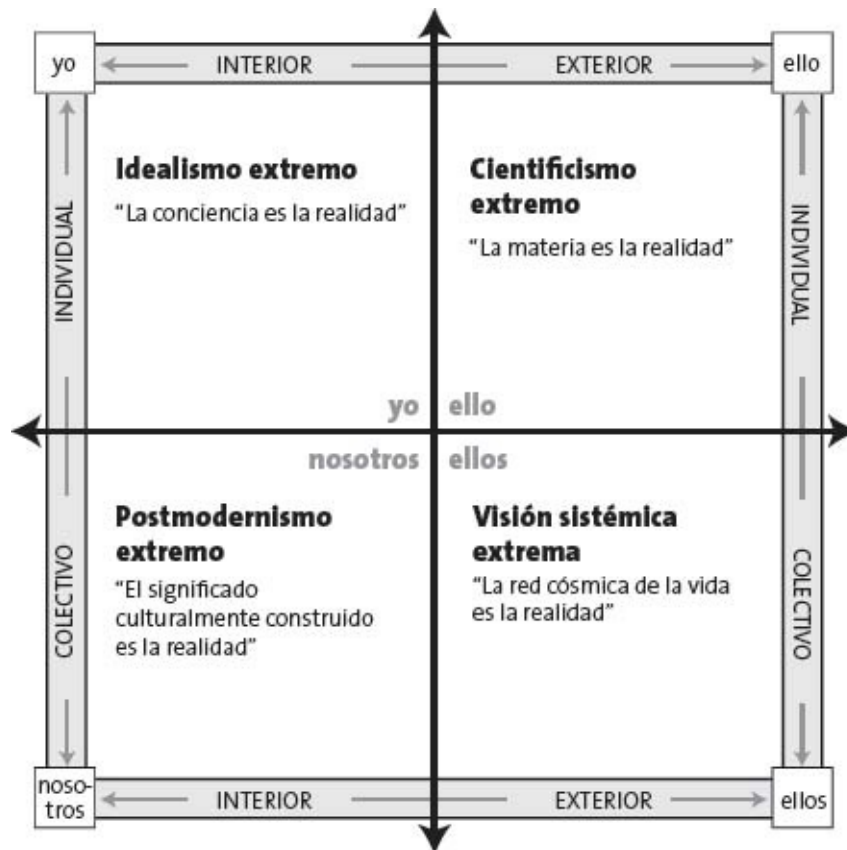 yo
INTERIOR
EXTERIOR
ello
INDIVIDUAL
INDIVIDUAL
Idealismo extremo
“La conciencia es la realidad”
Cientificismo
extremo
“La materia es la realidad”
yo
ello
nosotros
ellos
COLECTIVO
COLECTIVO
Postmodernismo
extremo
“El significado
culturalmente construido
es la realidad”
Visión sistémica
extrema
“La red cósmica de la vida
es la realidad”
noso-
tros
INTERIOR
EXTERIOR
ellos